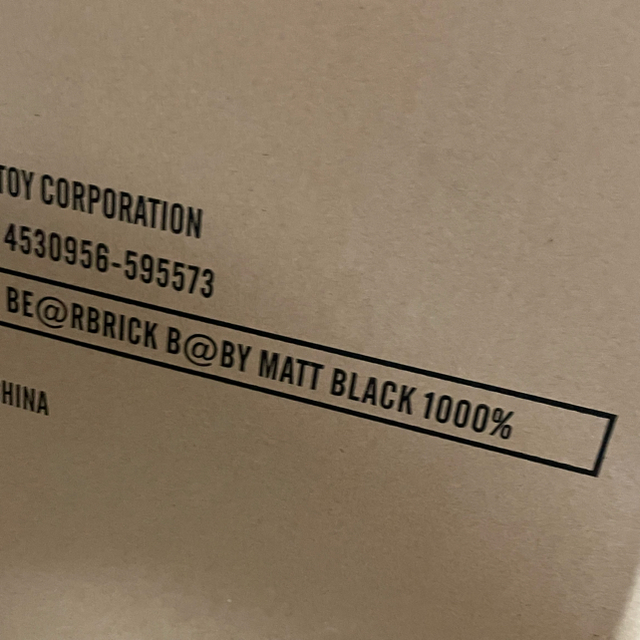 TOY CORPORATION
4530956-595573
BE@RBRICK B@BY MATT BLACK 1000%
HINA